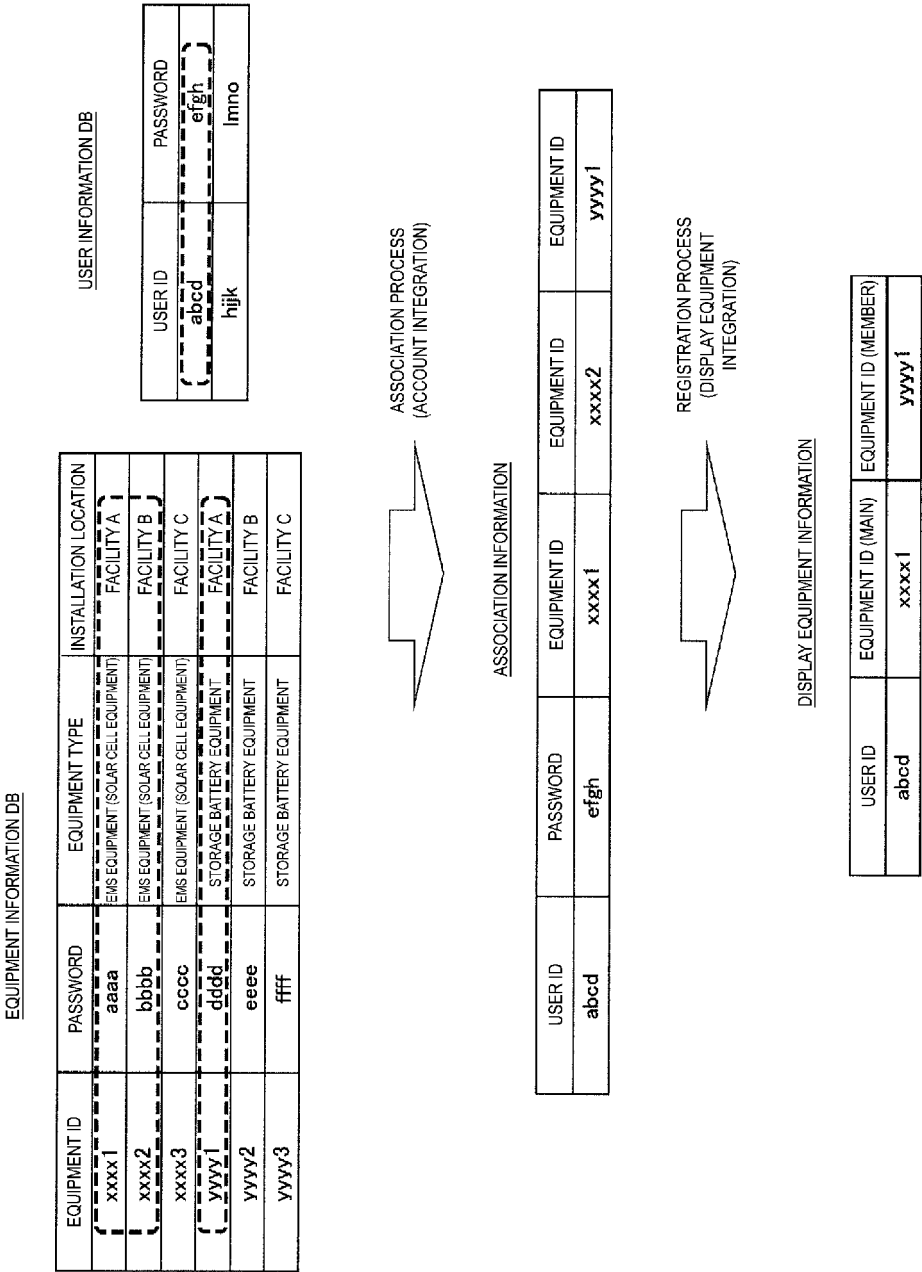 EQUIPMENT INFORMATION DB
EQUIPMENT ID PASSWORD EQUIPMENT TYPE INSTALLATION LOCATION
xxxx1 aaaa EMS EQUIPMENT (SOLAR CELL EQUIPMENT) FACILITY A
xxxx2 bbbb EMS EQUIPMENT (SOLAR CELL EQUIPMENT) FACILITY B
xxxx3 cccc EMS EQUIPMENT (SOLAR CELL EQUIPMENT) FACILITY C
yyyy1 dddd STORAGE BATTERY EQUIPMENT FACILITY A
yyyy2 eeee STORAGE BATTERY EQUIPMENT FACILITY B
yyyy3 ffff STORAGE BATTERY EQUIPMENT FACILITY C
USER INFORMATION DB
USER ID PASSWORD
abcd efgh
hijk lmno
ASSOCIATION PROCESS
(ACCOUNT INTEGRATION)
ASSOCIATION INFORMATION
USER ID PASSWORD EQUIPMENT ID EQUIPMENT ID EQUIPMENT ID
abcd efgh xxxx1 xxxx2 yyyy1
REGISTRATION PROCESS
(DISPLAY EQUIPMENT
INTEGRATION)
DISPLAY EQUIPMENT INFORMATION
USER ID EQUIPMENT ID (MAIN) EQUIPMENT ID (MEMBER)
abcd xxxx1 yyyy1